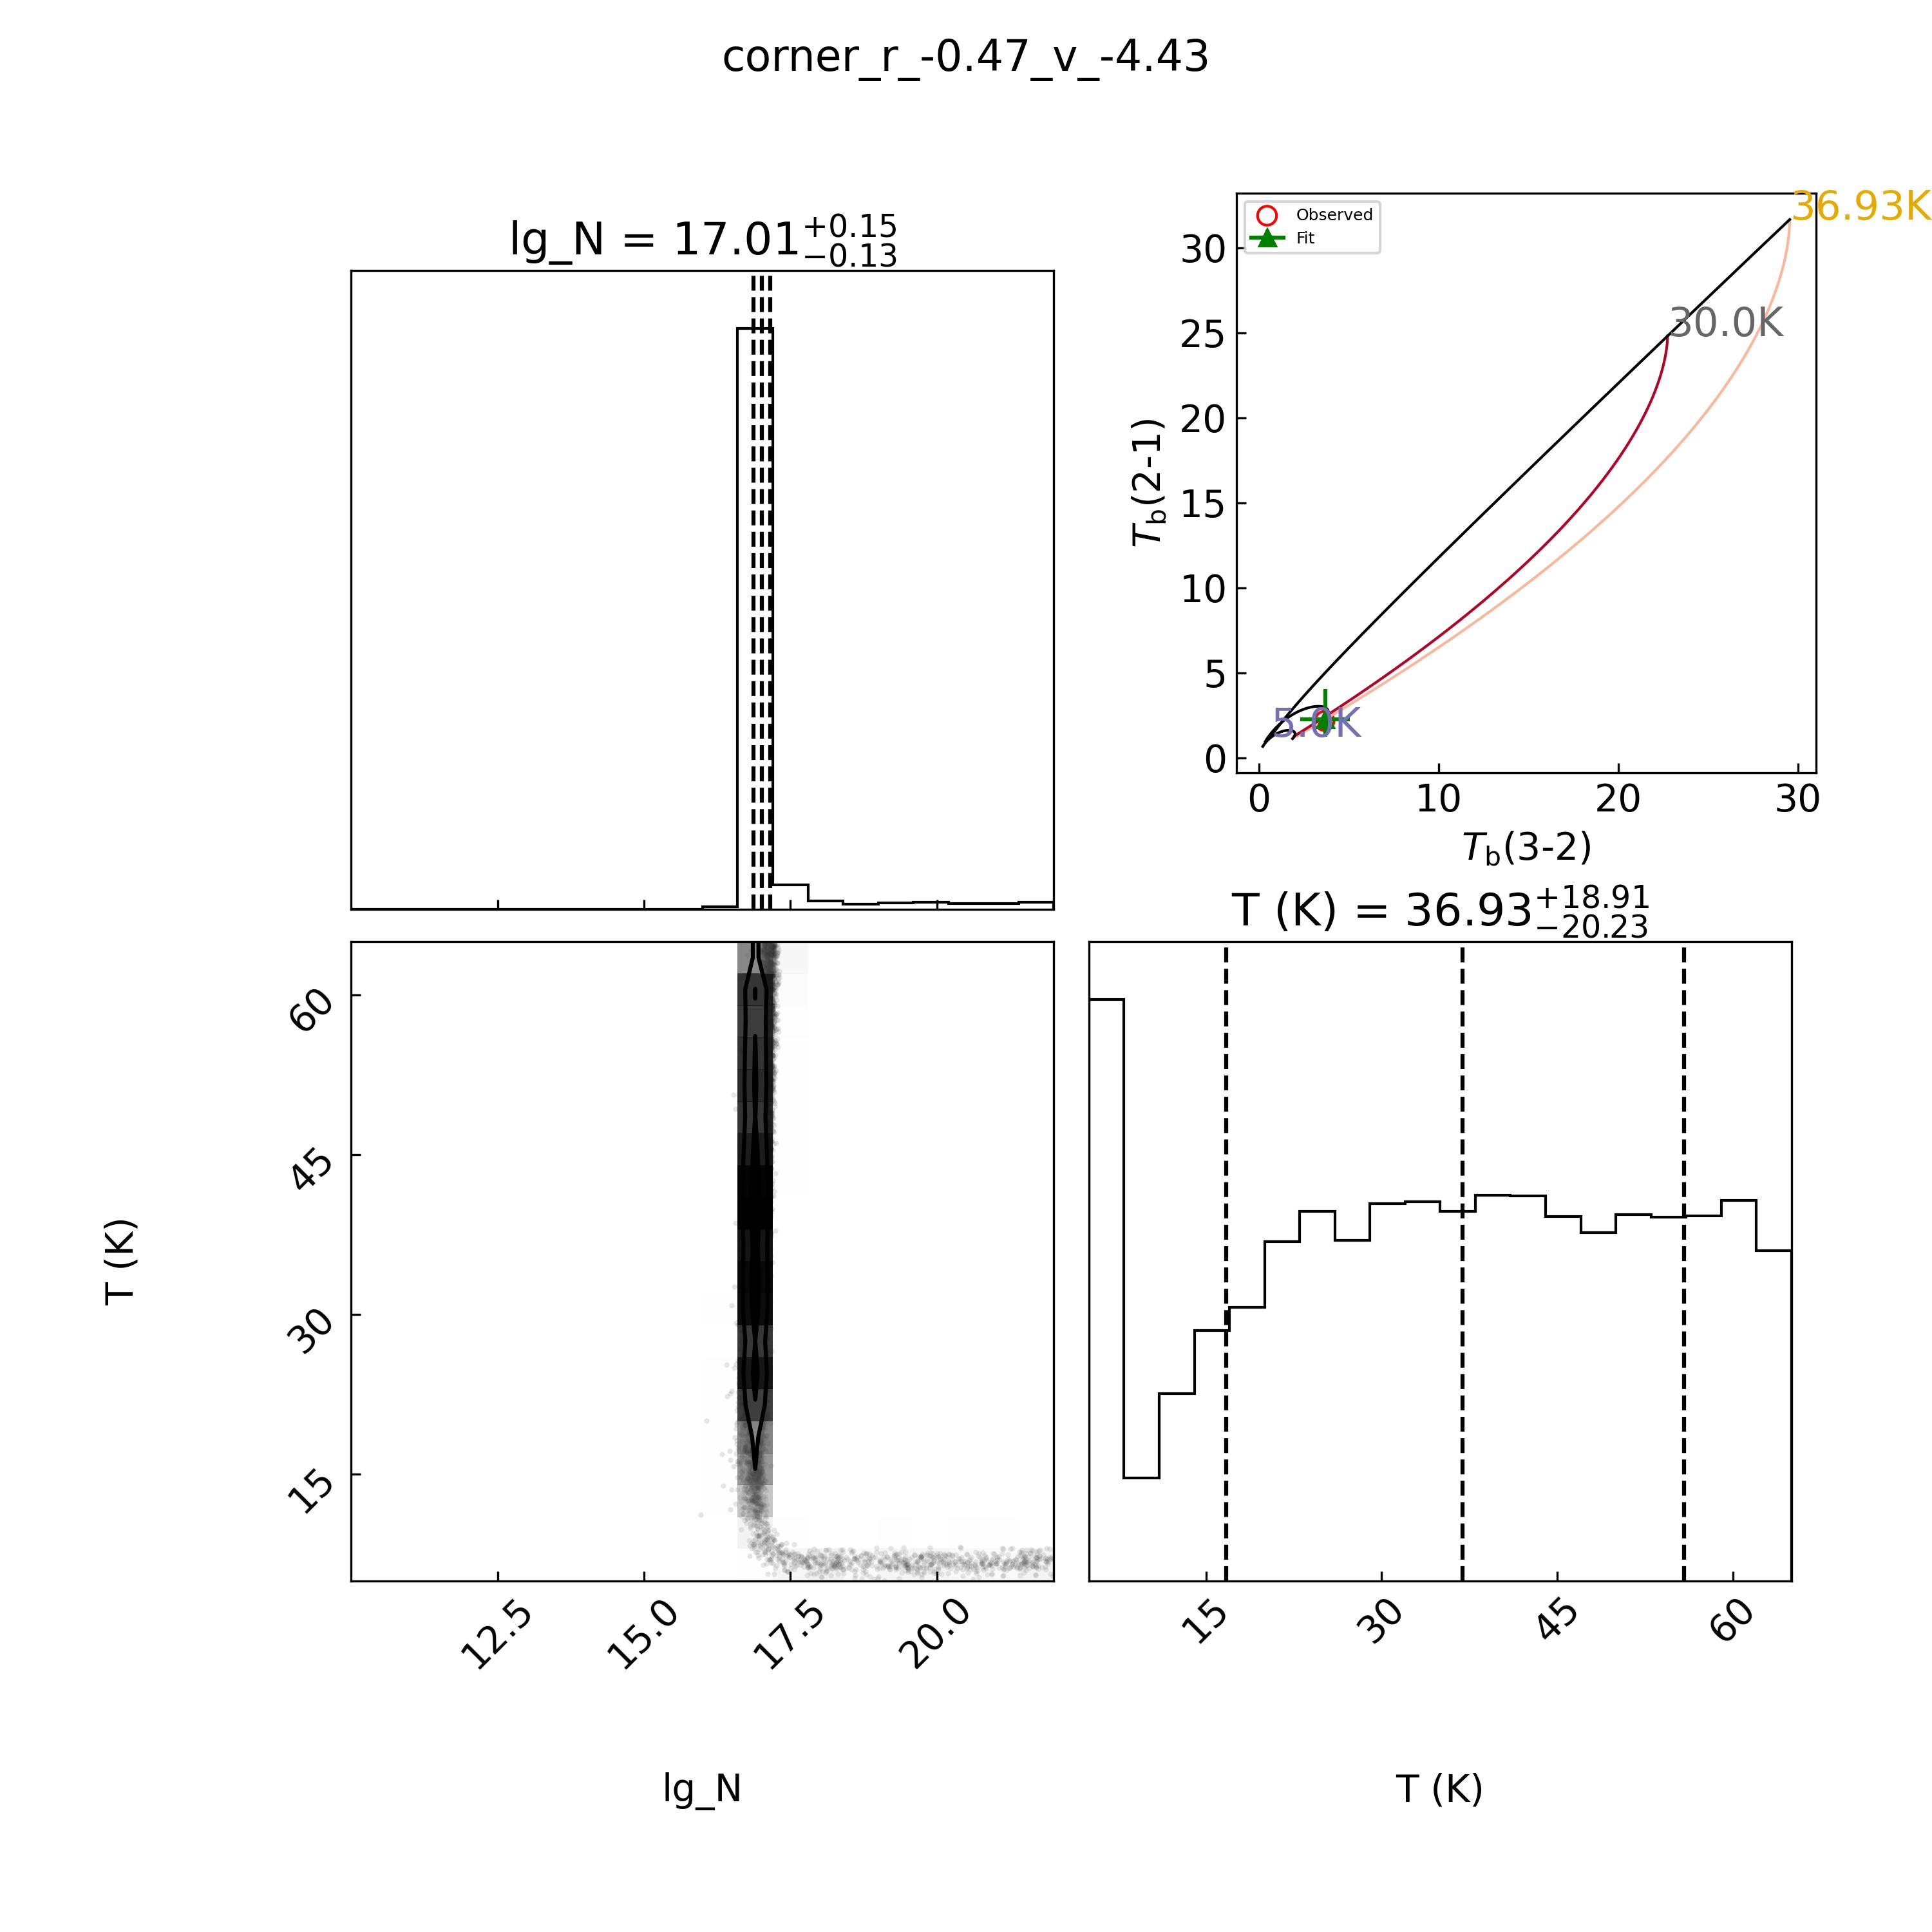 corner_r_-0.47_v_-4.43
lg_N = 17.01 +0.15 −0.13
36.93K
Observed
Fit
30.0K
5.0K
30
25
20
15
10
5
0
T_b(2-1)
0 10 20 30
T_b(3-2)
T (K) = 36.93 +18.91 −20.23
60
45
30
15
T (K)
12.5 15.0 17.5 20.0
15 30 45 60
lg_N
T (K)